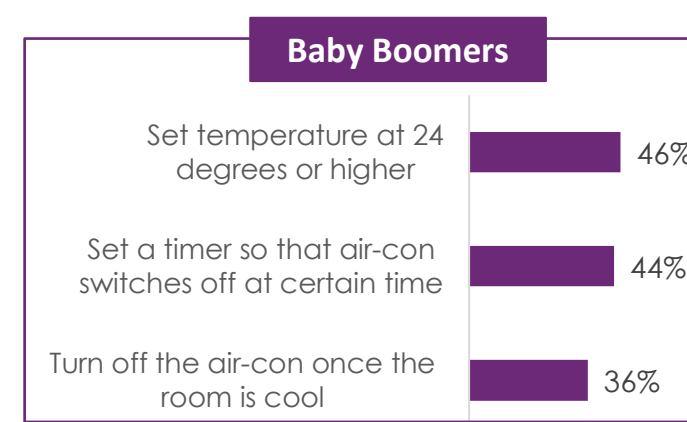 Baby Boomers
Set temperature at 24
degrees or higher
46%
Set a timer so that air-con
switches off at certain time
44%
Turn off the air-con once the
room is cool
36%